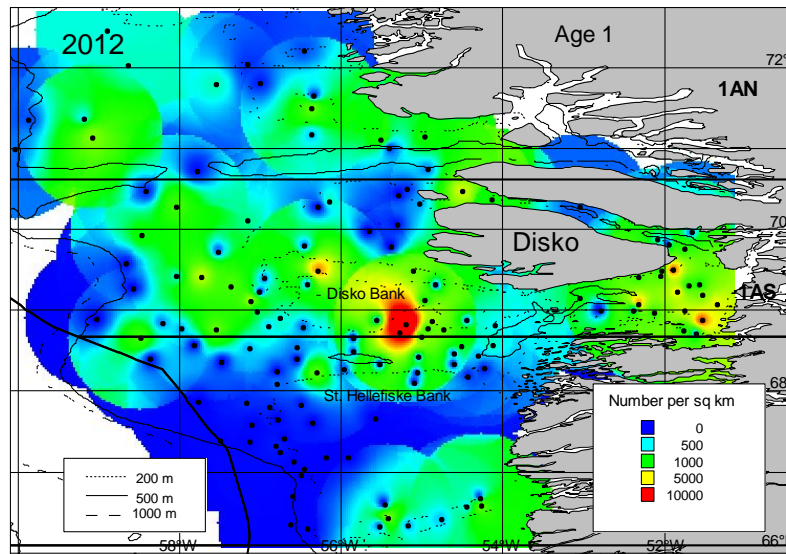 2012
Age 1
72°
1AN
70
Disko
1AS
Disko Bank
68
St. Hellefiske Bank
Number per sq km
0
500
1000
5000
10000
200 m
500 m
1000 m
58°W
56°W
54°W
52°W
66°